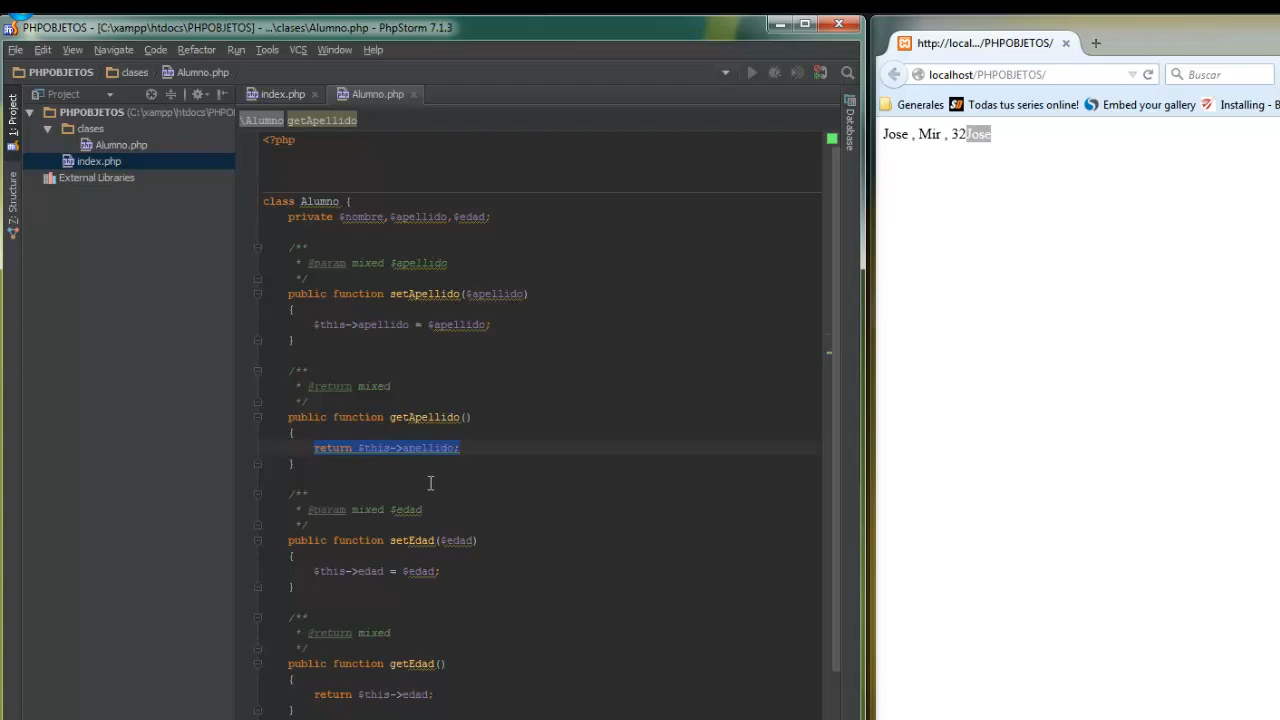 PHPOBJETOS - [C:\xampp\htdocs\PHPOBJETOS] - ...\clases\Alumno.php - PhpStorm 7.1.3
File Edit View Navigate Code Refactor Run Tools VCS Window Help
PHPOBJETOS clases Alumno.php
Project index.php Alumno.php
1: Project
Z: Structure
PHPOBJETOS (C:\xampp\htdocs\PHPO
clases
Alumno.php
index.php
External Libraries
\Alumno getApellido
<?php
class Alumno {
private $nombre,$apellido,$edad;
/**
* @param mixed $apellido
*/
public function setApellido($apellido)
{
$this->apellido = $apellido;
}
/**
* @return mixed
*/
public function getApellido()
{
return $this->apellido;
}
/**
* @param mixed $edad
*/
public function setEdad($edad)
{
$this->edad = $edad;
}
/**
* @return mixed
*/
public function getEdad()
{
return $this->edad;
}
Database
http://local.../PHPOBJETOS/
localhost/PHPOBJETOS/
Buscar
Generales Todas tus series online! Embed your gallery Installing - B
Jose , Mir , 32Jose